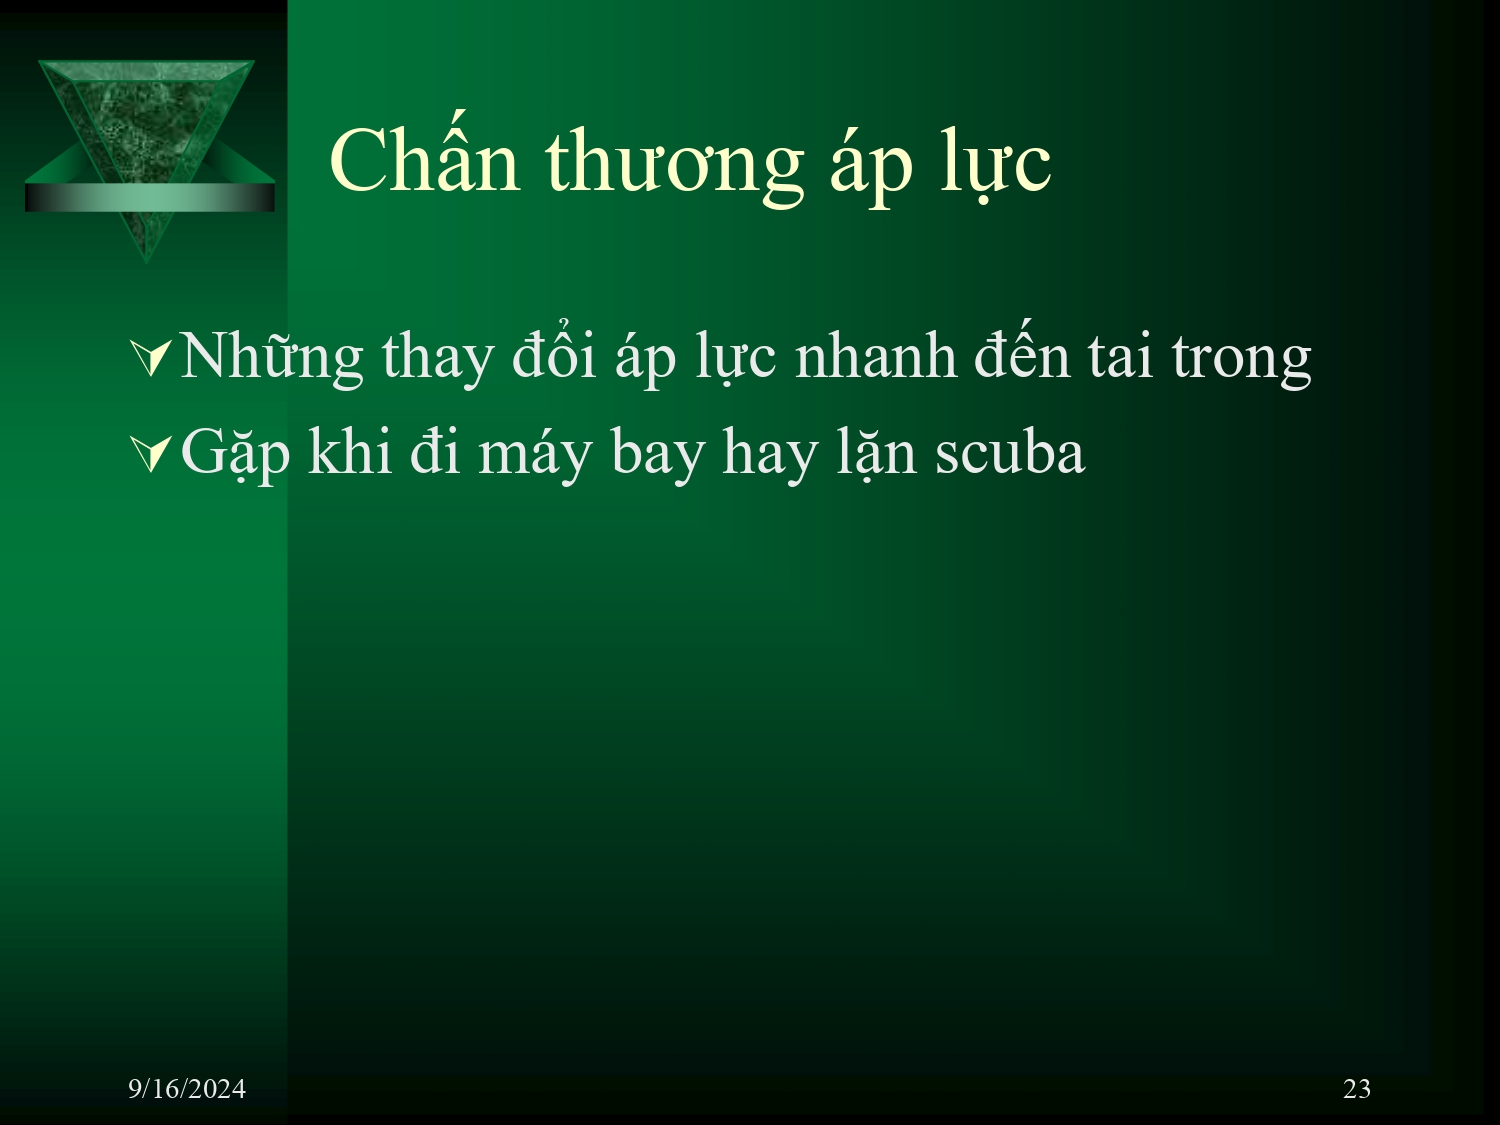 Chấn thương áp lực
Những thay đổi áp lực nhanh đến tai trong
Gặp khi đi máy bay hay lặn scuba
9/16/2024
23